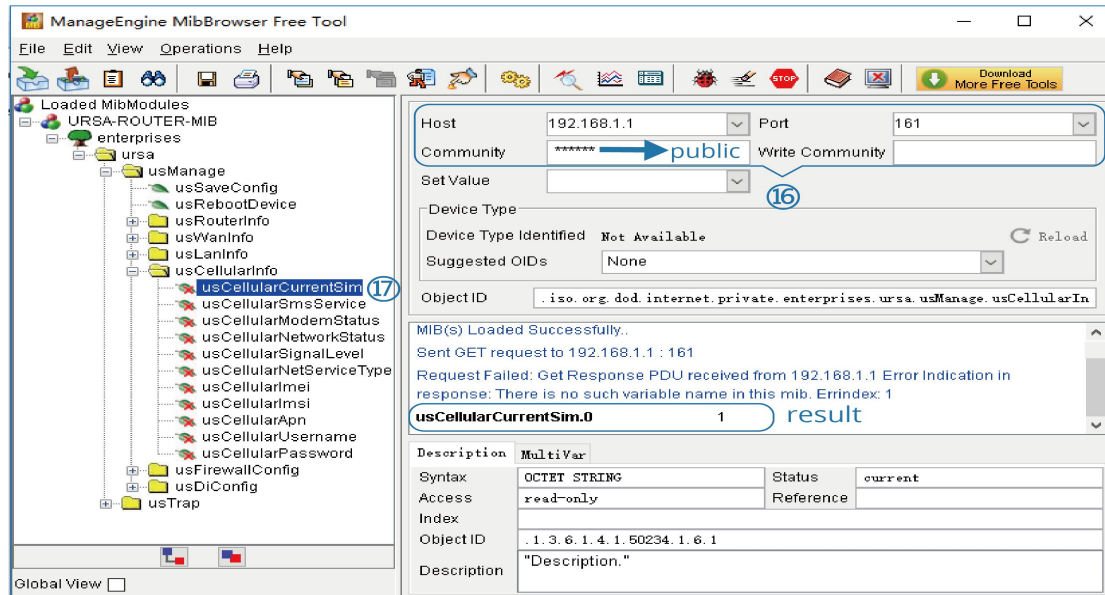 ManageEngine MibBrowser Free Tool
File Edit View Operations Help
STOP
Download
More Free Tools
Loaded MibModules
URSA-ROUTER-MIB
enterprises
ursa
usManage
usSaveConfig
usRebootDevice
usRouterInfo
usWanInfo
usLanInfo
usCellularInfo
usCellularCurrentSim ⑰
usCellularSmsService
usCellularModemStatus
usCellularNetworkStatus
usCellularSignalLevel
usCellularNetServiceType
usCellularImei
usCellularImsi
usCellularApn
usCellularUsername
usCellularPassword
usFirewallConfig
usDiConfig
usTrap
Global View
Host 192.168.1.1 Port 161
Community ****** public Write Community
⑯
Set Value
Device Type
Device Type Identified Not Available Reload
Suggested OIDs None
Object ID .iso.org.dod.internet.private.enterprises.ursa.usManage.usCellularIn
MIB(s) Loaded Successfully..
Sent GET request to 192.168.1.1 : 161
Request Failed: Get Response PDU received from 192.168.1.1 Error Indication in
response: There is no such variable name in this mib. Errindex: 1
usCellularCurrentSim.0 1 result
Description MultiVar
Syntax OCTET STRING Status current
Access read-only Reference
Index
Object ID .1.3.6.1.4.1.50234.1.6.1
Description "Description."